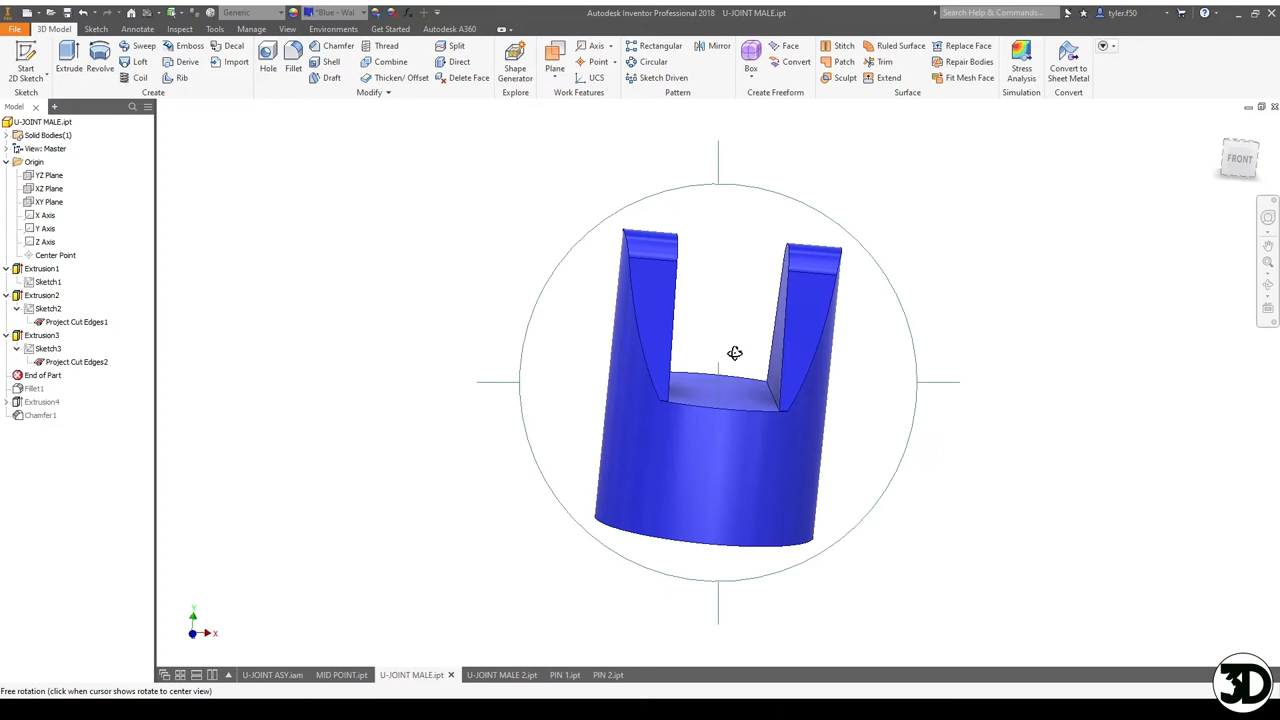 Generic
"Blue - Wal
Autodesk Inventor Professional 2018 U-JOINT MALE.ipt
Search Help & Commands...
tyler.f50
File
3D Model
Sketch
Annotate
Inspect
Tools
Manage
View
Environments
Get Started
Autodesk A360
Start
2D Sketch
Extrude
Revolve
Sweep
Emboss
Decal
Loft
Derive
Import
Coil
Rib
Hole
Fillet
Chamfer
Thread
Split
Shell
Combine
Direct
Draft
Thicken/ Offset
Delete Face
Shape
Generator
Plane
Axis
Point
UCS
Rectangular
Mirror
Circular
Sketch Driven
Box
Face
Convert
Stitch
Ruled Surface
Replace Face
Patch
Trim
Repair Bodies
Sculpt
Extend
Fit Mesh Face
Stress
Analysis
Convert to
Sheet Metal
Sketch
Create
Modify
Explore
Work Features
Pattern
Create Freeform
Surface
Simulation
Convert
Model
U-JOINT MALE.ipt
Solid Bodies(1)
View: Master
Origin
YZ Plane
XZ Plane
XY Plane
X Axis
Y Axis
Z Axis
Center Point
Extrusion1
Sketch1
Extrusion2
Sketch2
Project Cut Edges1
Extrusion3
Sketch3
Project Cut Edges2
End of Part
Fillet1
Extrusion4
Chamfer1
FRONT
Y
X
U-JOINT ASY.iam
MID POINT.ipt
U-JOINT MALE.ipt
U-JOINT MALE 2.ipt
PIN 1.ipt
PIN 2.ipt
Free rotation (click when cursor shows rotate to center view)
3D